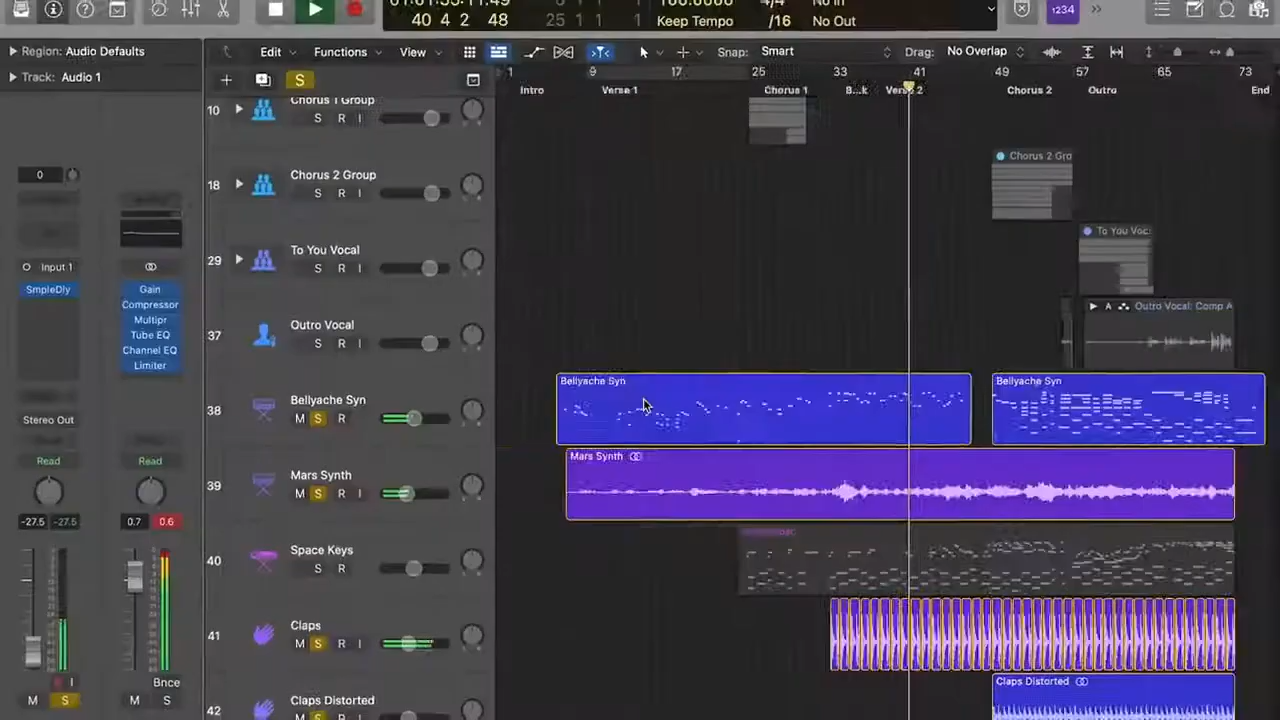 1234
40 4 2 48
25 1 1 1
Keep Tempo
/16
No Out
Region: Audio Defaults
Edit
Functions
View
Snap: Smart
Drag: No Overlap
Track: Audio 1
S
1 9 17 25 33 41 49 57 65 73
Intro Verse 1 Chorus 1 B...k Verse 2 Chorus 2 Outro End
10
Chorus 1 Group
S R I
Chorus 2 Gro
0
18
Chorus 2 Group
S R I
To You Voc:
29
To You Vocal
S R I
Input 1
SmpleDly
Gain
Compressor
Multipr
Tube EQ
Channel EQ
Limiter
A Outro Vocal: Comp A
37
Outro Vocal
S R I
Bellyache Syn
Bellyache Syn
38
Bellyache Syn
M S R
Stereo Out
Read
Read
Mars Synth
39
Mars Synth
M S R I
-27.5 -27.5
0.7 0.6
40
Space Keys
S R
41
Claps
M S R I
I
Bnce
M S
M S
Claps Distorted
42
Claps Distorted
M S R I